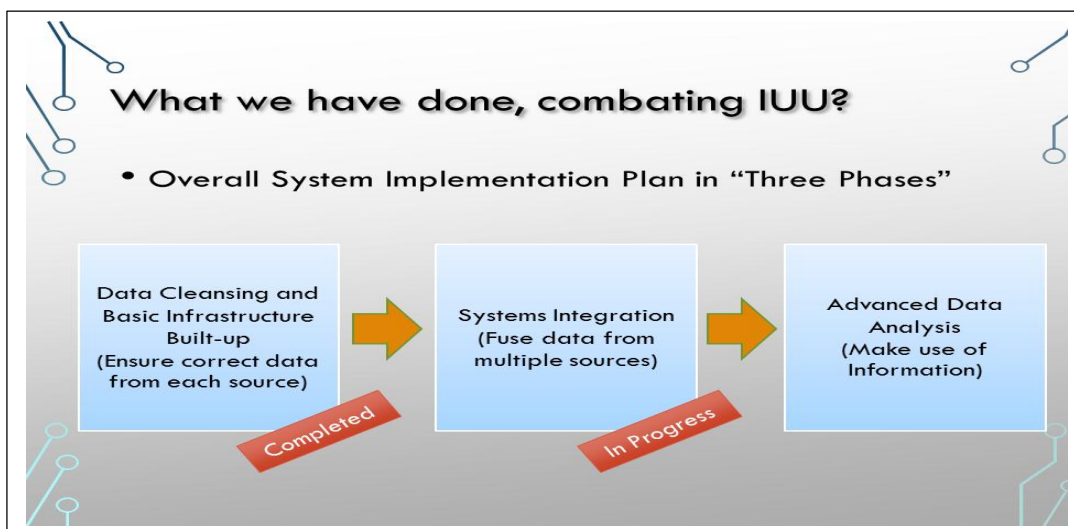 What we have done, combating IUU?
• Overall System Implementation Plan in “Three Phases”
Data Cleansing and
Basic Infrastructure
Built-up
(Ensure correct data
from each source)
Completed
Systems Integration
(Fuse data from
multiple sources)
In Progress
Advanced Data
Analysis
(Make use of
Information)